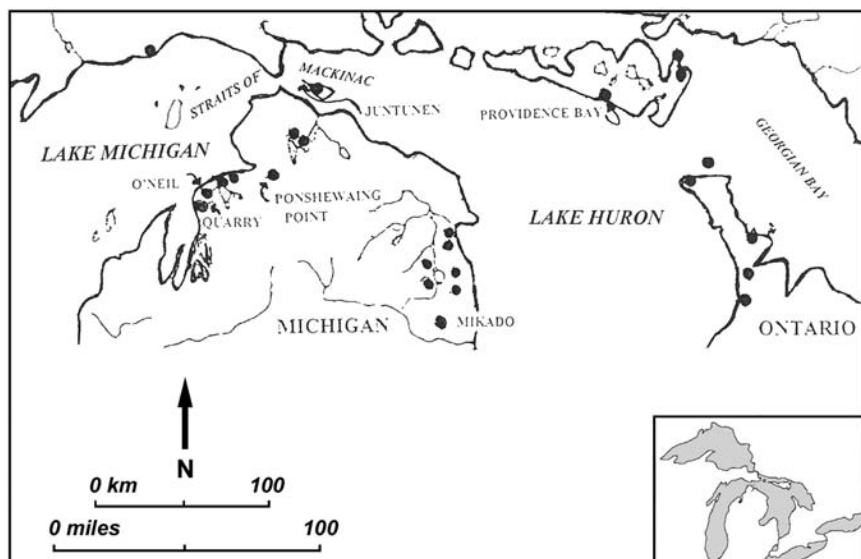 STRAITS OF
MACKINAC
JUNTUNEN
PROVIDENCE BAY
GEORGIAN BAY
LAKE MICHIGAN
O'NEIL
PONSHEWAING
POINT
QUARRY
LAKE HURON
MICHIGAN
MIKADO
ONTARIO
N
0 km 100
0 miles 100